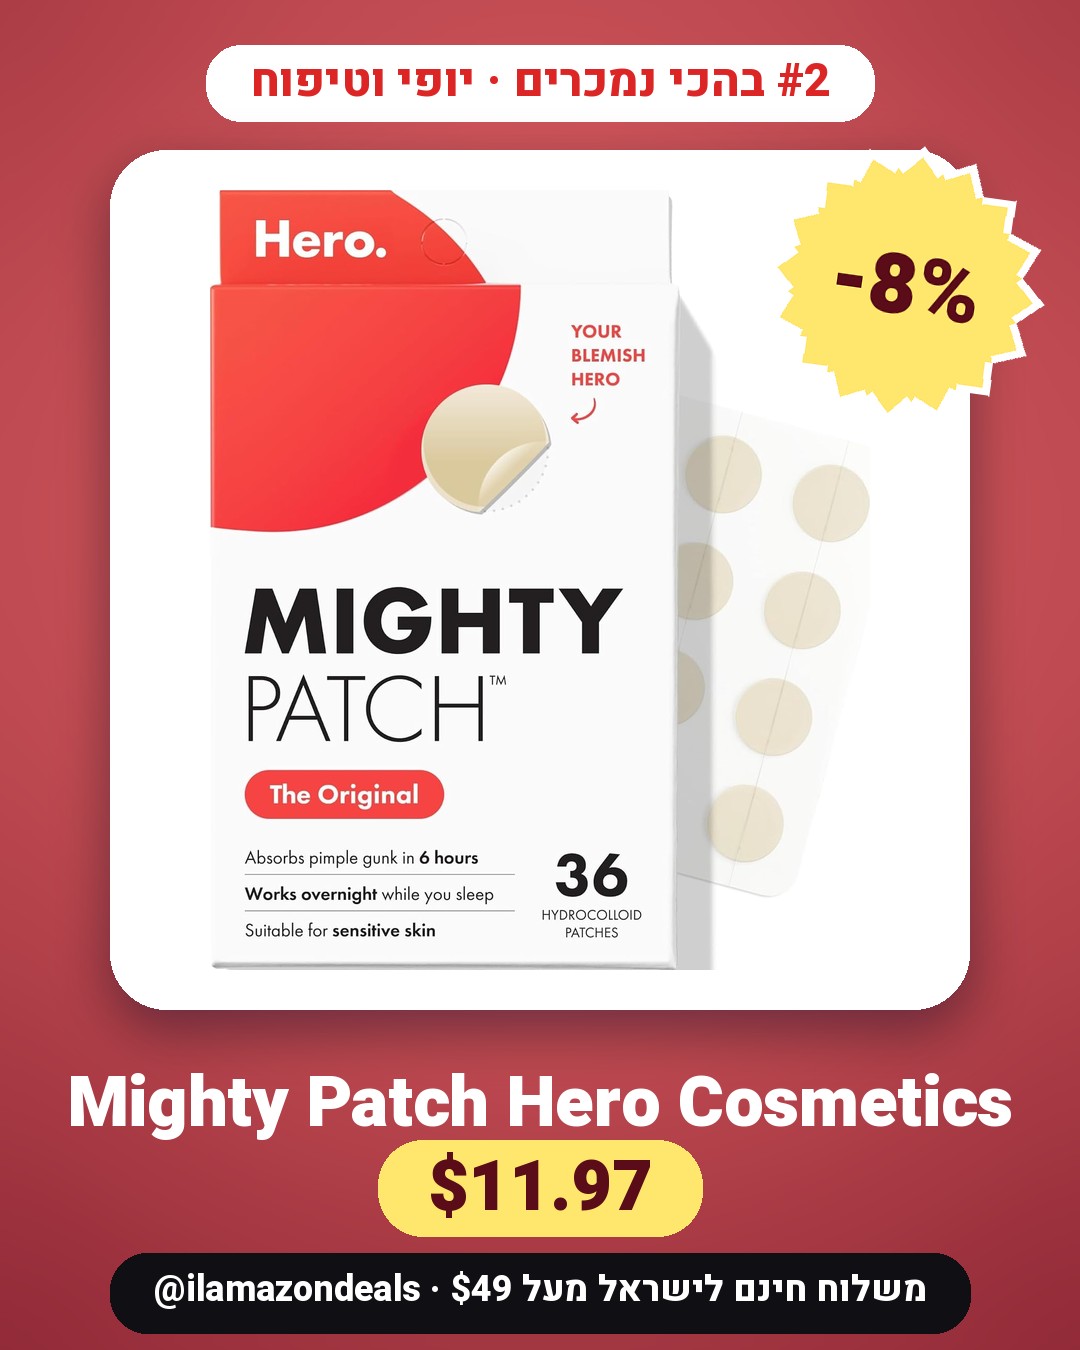 #2 בהכי נמכרים · יופי וטיפוח
-8%
Hero.
YOUR
BLEMISH
HERO
MIGHTY
PATCH™
The Original
Absorbs pimple gunk in 6 hours
Works overnight while you sleep
Suitable for sensitive skin
36
HYDROCOLLOID
PATCHES
Mighty Patch Hero Cosmetics
$11.97
משלוח חינם לישראל מעל $49 · @ilamazondeals